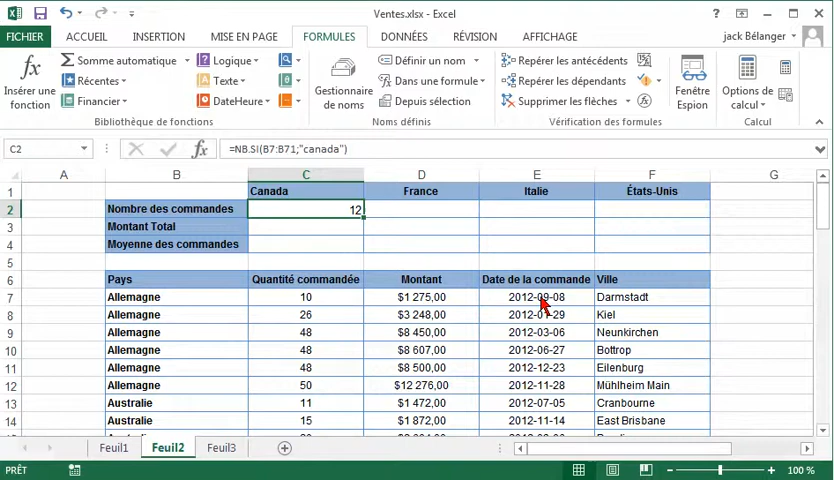 Ventes.xlsx - Excel
FICHIER ACCUEIL INSERTION MISE EN PAGE FORMULES DONNÉES RÉVISION AFFICHAGE jack Bélanger
Somme automatique Logique Définir un nom Repérer les antécédents
Récentes Texte Dans une formule Repérer les dépendants
Financier DateHeure Depuis sélection Supprimer les flèches
Insérer une fonction Gestionnaire de noms Fenêtre Espion Options de calcul
Bibliothèque de fonctions Noms définis Vérification des formules Calcul
C2 fx =NB.SI(B7:B71;"canada")
A B C D E F G
1 Canada France Italie États-Unis
2 Nombre des commandes 12
3 Montant Total
4 Moyenne des commandes
5
6 Pays Quantité commandée Montant Date de la commande Ville
7 Allemagne 10 $1 275,00 2012-09-08 Darmstadt
8 Allemagne 26 $3 248,00 2012-01-29 Kiel
9 Allemagne 48 $8 450,00 2012-03-06 Neunkirchen
10 Allemagne 48 $8 607,00 2012-06-27 Bottrop
11 Allemagne 48 $8 500,00 2012-12-23 Eilenburg
12 Allemagne 50 $12 276,00 2012-11-28 Mühlheim Main
13 Australie 11 $1 472,00 2012-07-05 Cranbourne
14 Australie 15 $1 872,00 2012-11-14 East Brisbane
Feuil1 Feuil2 Feuil3
PRÊT 100 %